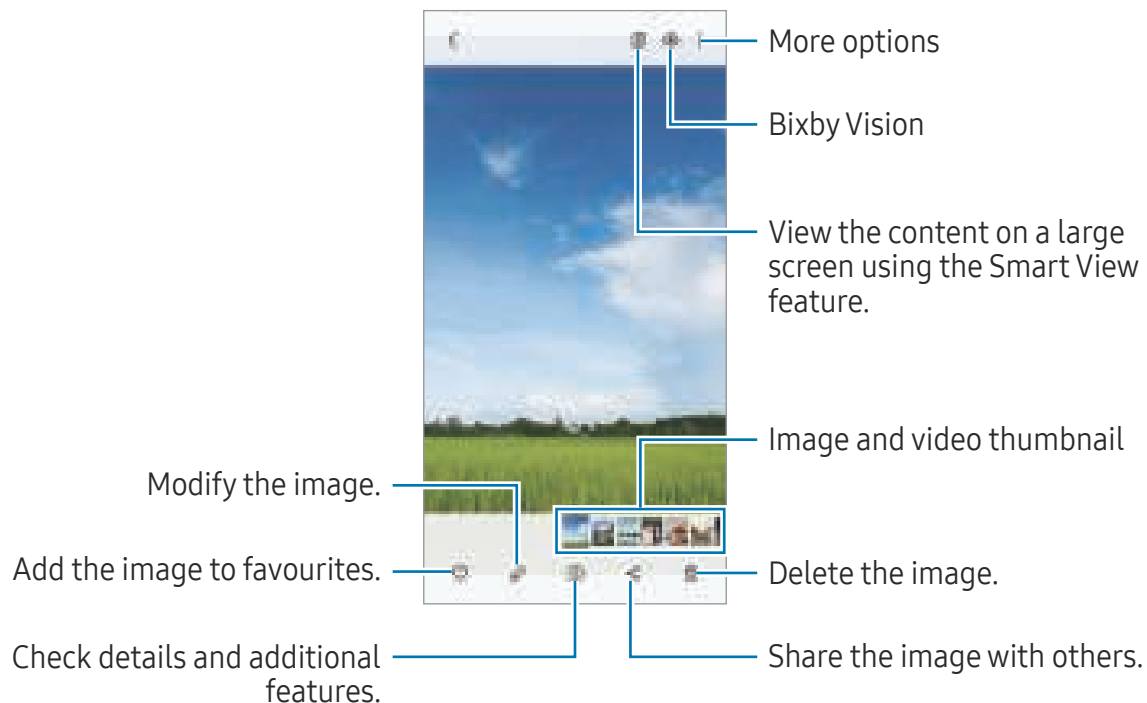 More options
Bixby Vision
View the content on a large
screen using the Smart View
feature.
Image and video thumbnail
Modify the image.
Add the image to favourites.
Delete the image.
Check details and additional
features.
Share the image with others.